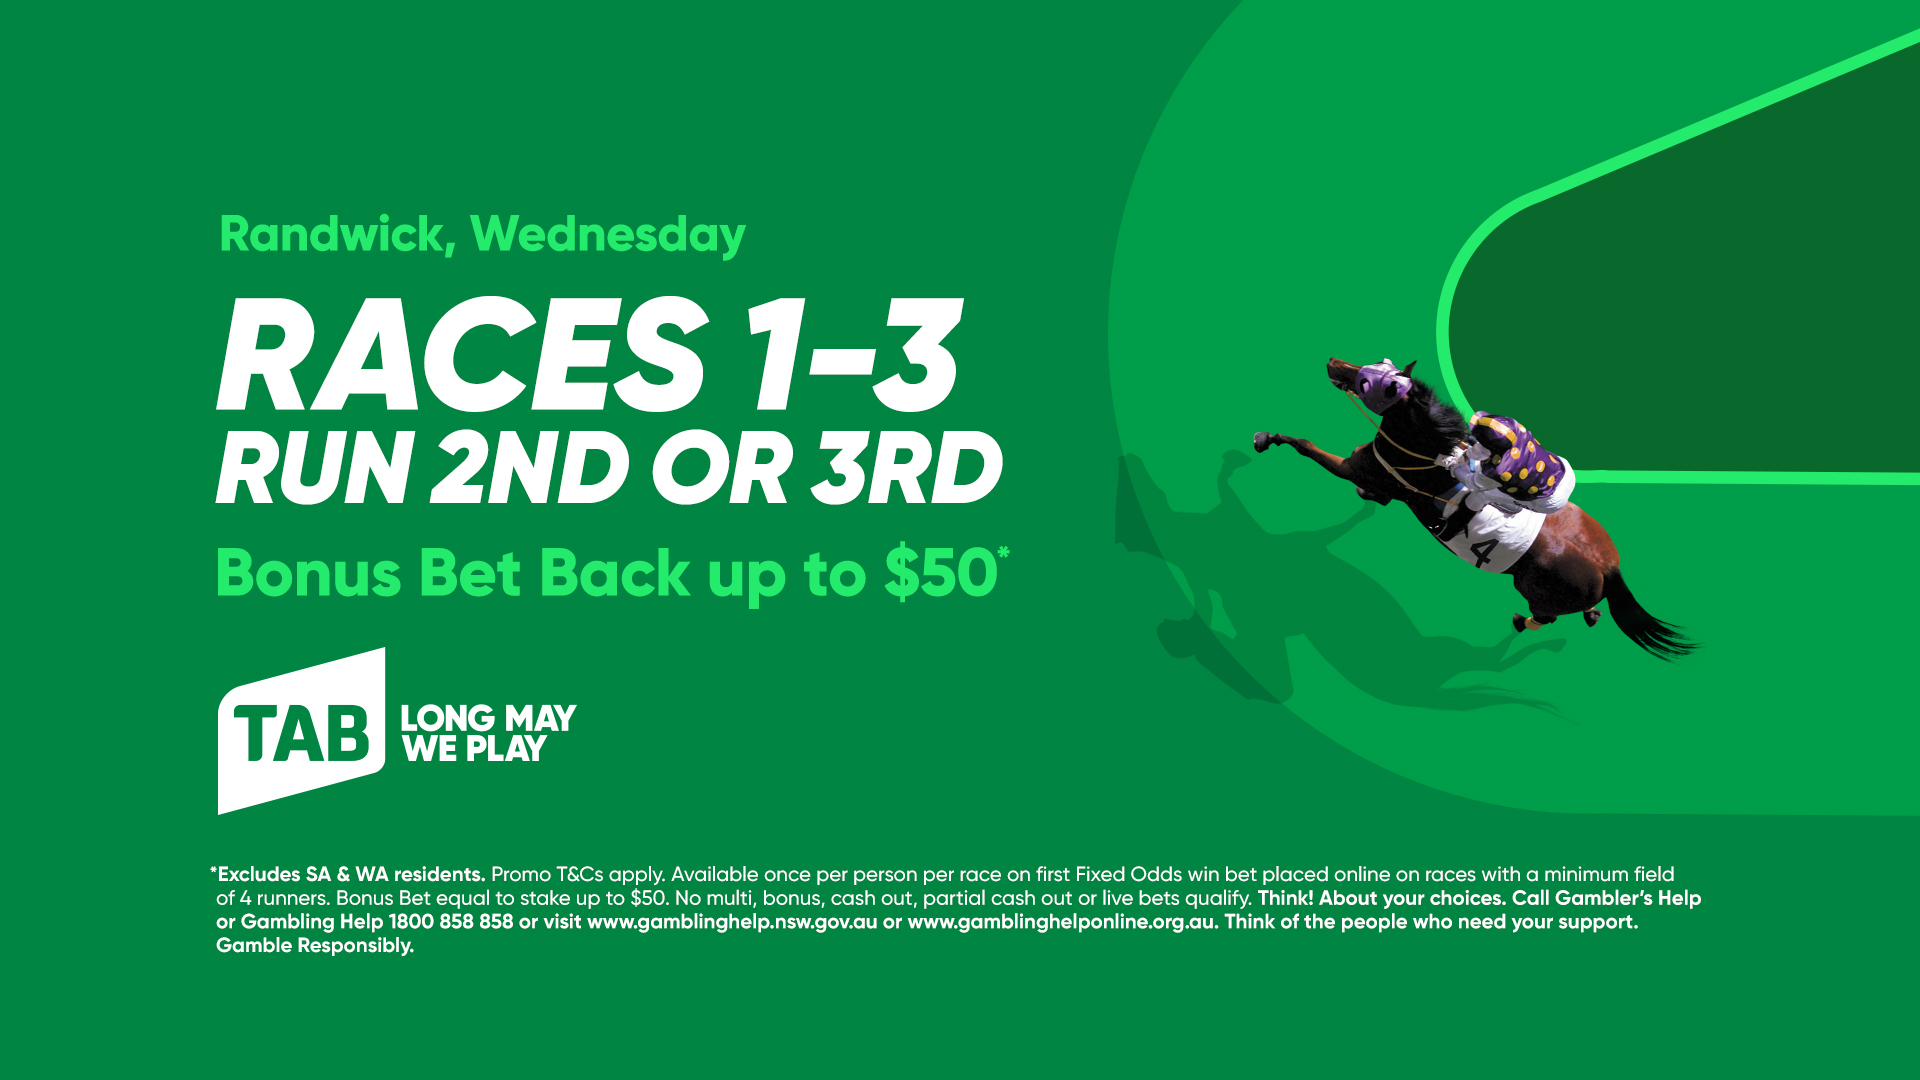 Randwick, Wednesday
RACES 1-3
RUN 2ND OR 3RD
Bonus Bet Back up to $50*
TAB
LONG MAY
WE PLAY
4
*Excludes SA & WA residents. Promo T&Cs apply. Available once per person per race on first Fixed Odds win bet placed online on races with a minimum field
of 4 runners. Bonus Bet equal to stake up to $50. No multi, bonus, cash out, partial cash out or live bets qualify. Think! About your choices. Call Gambler's Help
or Gambling Help 1800 858 858 or visit www.gamblinghelp.nsw.gov.au or www.gamblinghelponline.org.au. Think of the people who need your support.
Gamble Responsibly.